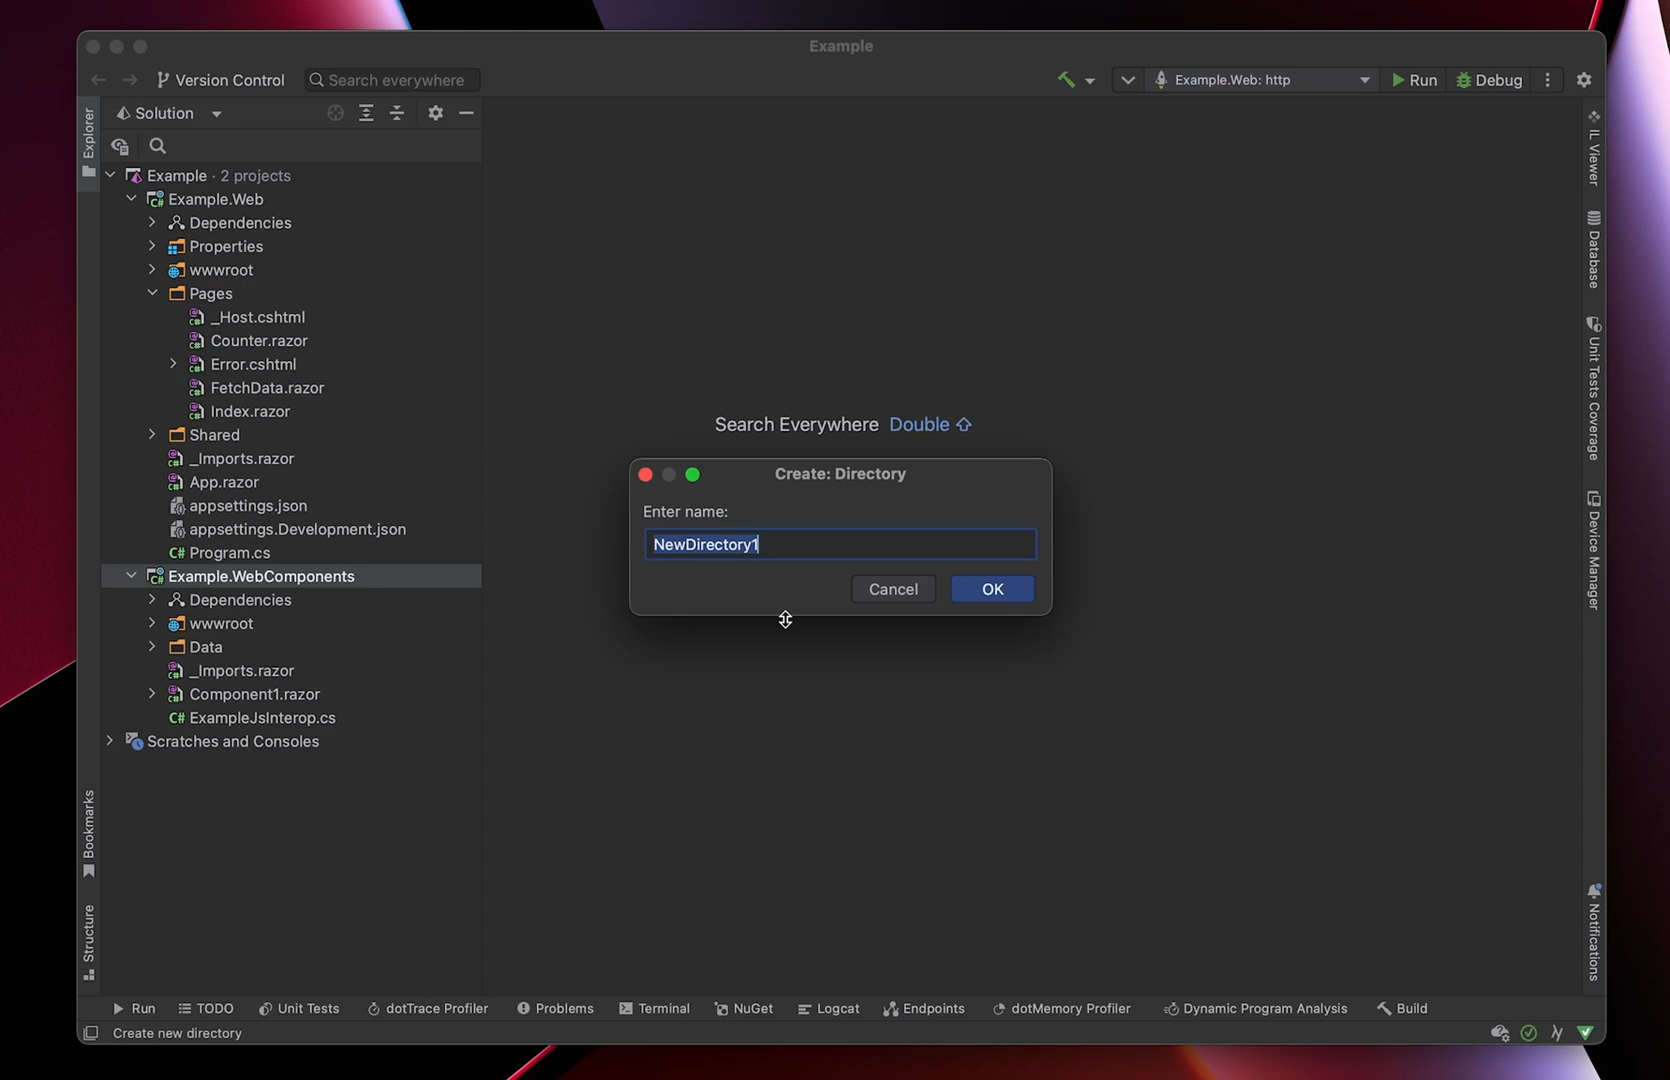 Example
Version Control
Search everywhere
Example.Web: http
Run
Debug
Solution
Explorer
Example · 2 projects
Example.Web
Dependencies
Properties
wwwroot
Pages
_Host.cshtml
Counter.razor
Error.cshtml
FetchData.razor
Index.razor
Shared
_Imports.razor
App.razor
appsettings.json
appsettings.Development.json
C# Program.cs
Example.WebComponents
Dependencies
wwwroot
Data
_Imports.razor
Component1.razor
C# ExampleJsInterop.cs
Scratches and Consoles
Bookmarks
Structure
Search Everywhere Double ⇧
Create: Directory
Enter name:
NewDirectory1
Cancel
OK
IL Viewer
Database
Unit Tests Coverage
Device Manager
Notifications
Run
TODO
Unit Tests
dotTrace Profiler
Problems
Terminal
NuGet
Logcat
Endpoints
dotMemory Profiler
Dynamic Program Analysis
Build
Create new directory